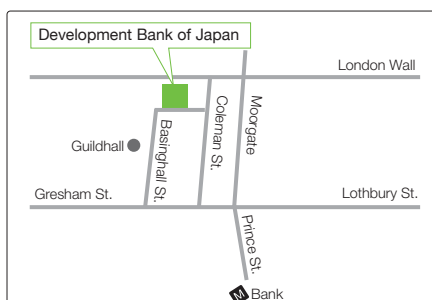 Development Bank of Japan
London Wall
Coleman St.
Moorgate
Guildhall
Basinghall St.
Gresham St.
Lothbury St.
Prince St.
M Bank